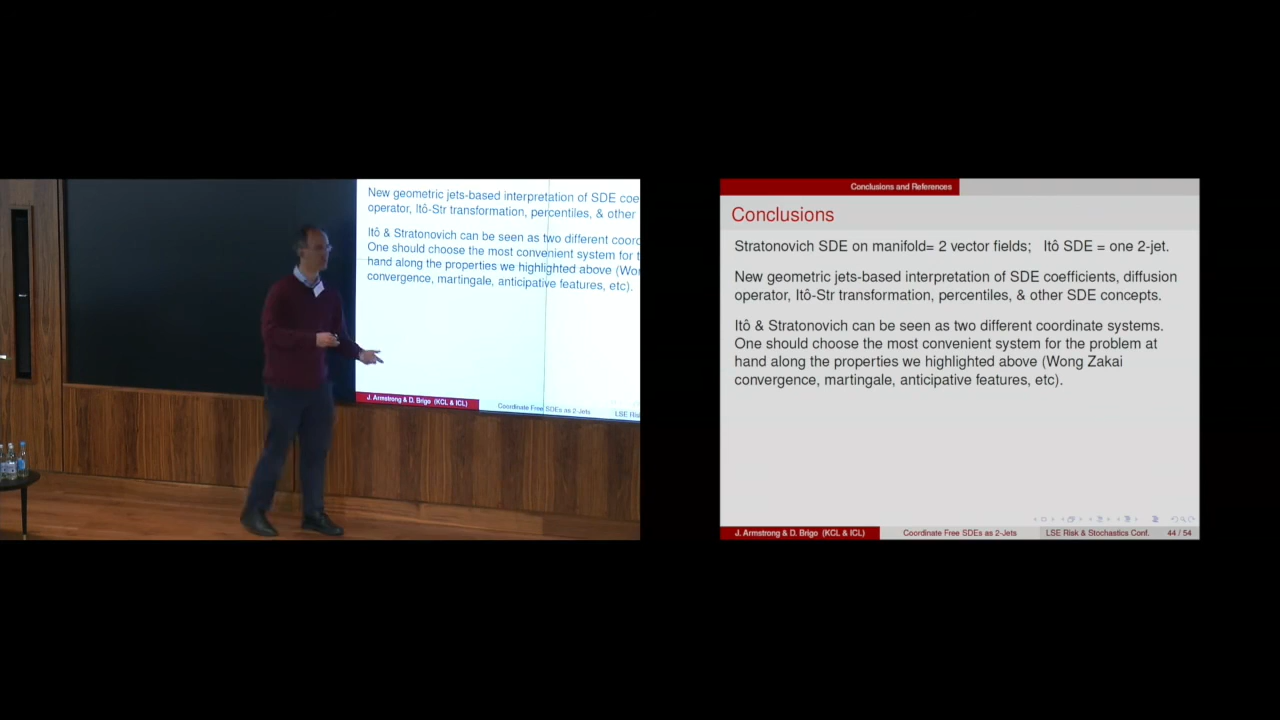 New geometric jets-based interpretation of SDE coe
operator, Itô-Str transformation, percentiles, & other
Itô & Stratonovich can be seen as two different coord
One should choose the most convenient system for t
hand along the properties we highlighted above (Won
convergence, martingale, anticipative features, etc).
J. Armstrong & D. Brigo (KCL & ICL)
Coordinate Free SDEs as 2-Jets
LSE Ris
Conclusions and References
Conclusions
Stratonovich SDE on manifold= 2 vector fields; Itô SDE = one 2-jet.
New geometric jets-based interpretation of SDE coefficients, diffusion
operator, Itô-Str transformation, percentiles, & other SDE concepts.
Itô & Stratonovich can be seen as two different coordinate systems.
One should choose the most convenient system for the problem at
hand along the properties we highlighted above (Wong Zakai
convergence, martingale, anticipative features, etc).
J. Armstrong & D. Brigo (KCL & ICL)
Coordinate Free SDEs as 2-Jets
LSE Risk & Stochastics Conf.
44 / 54